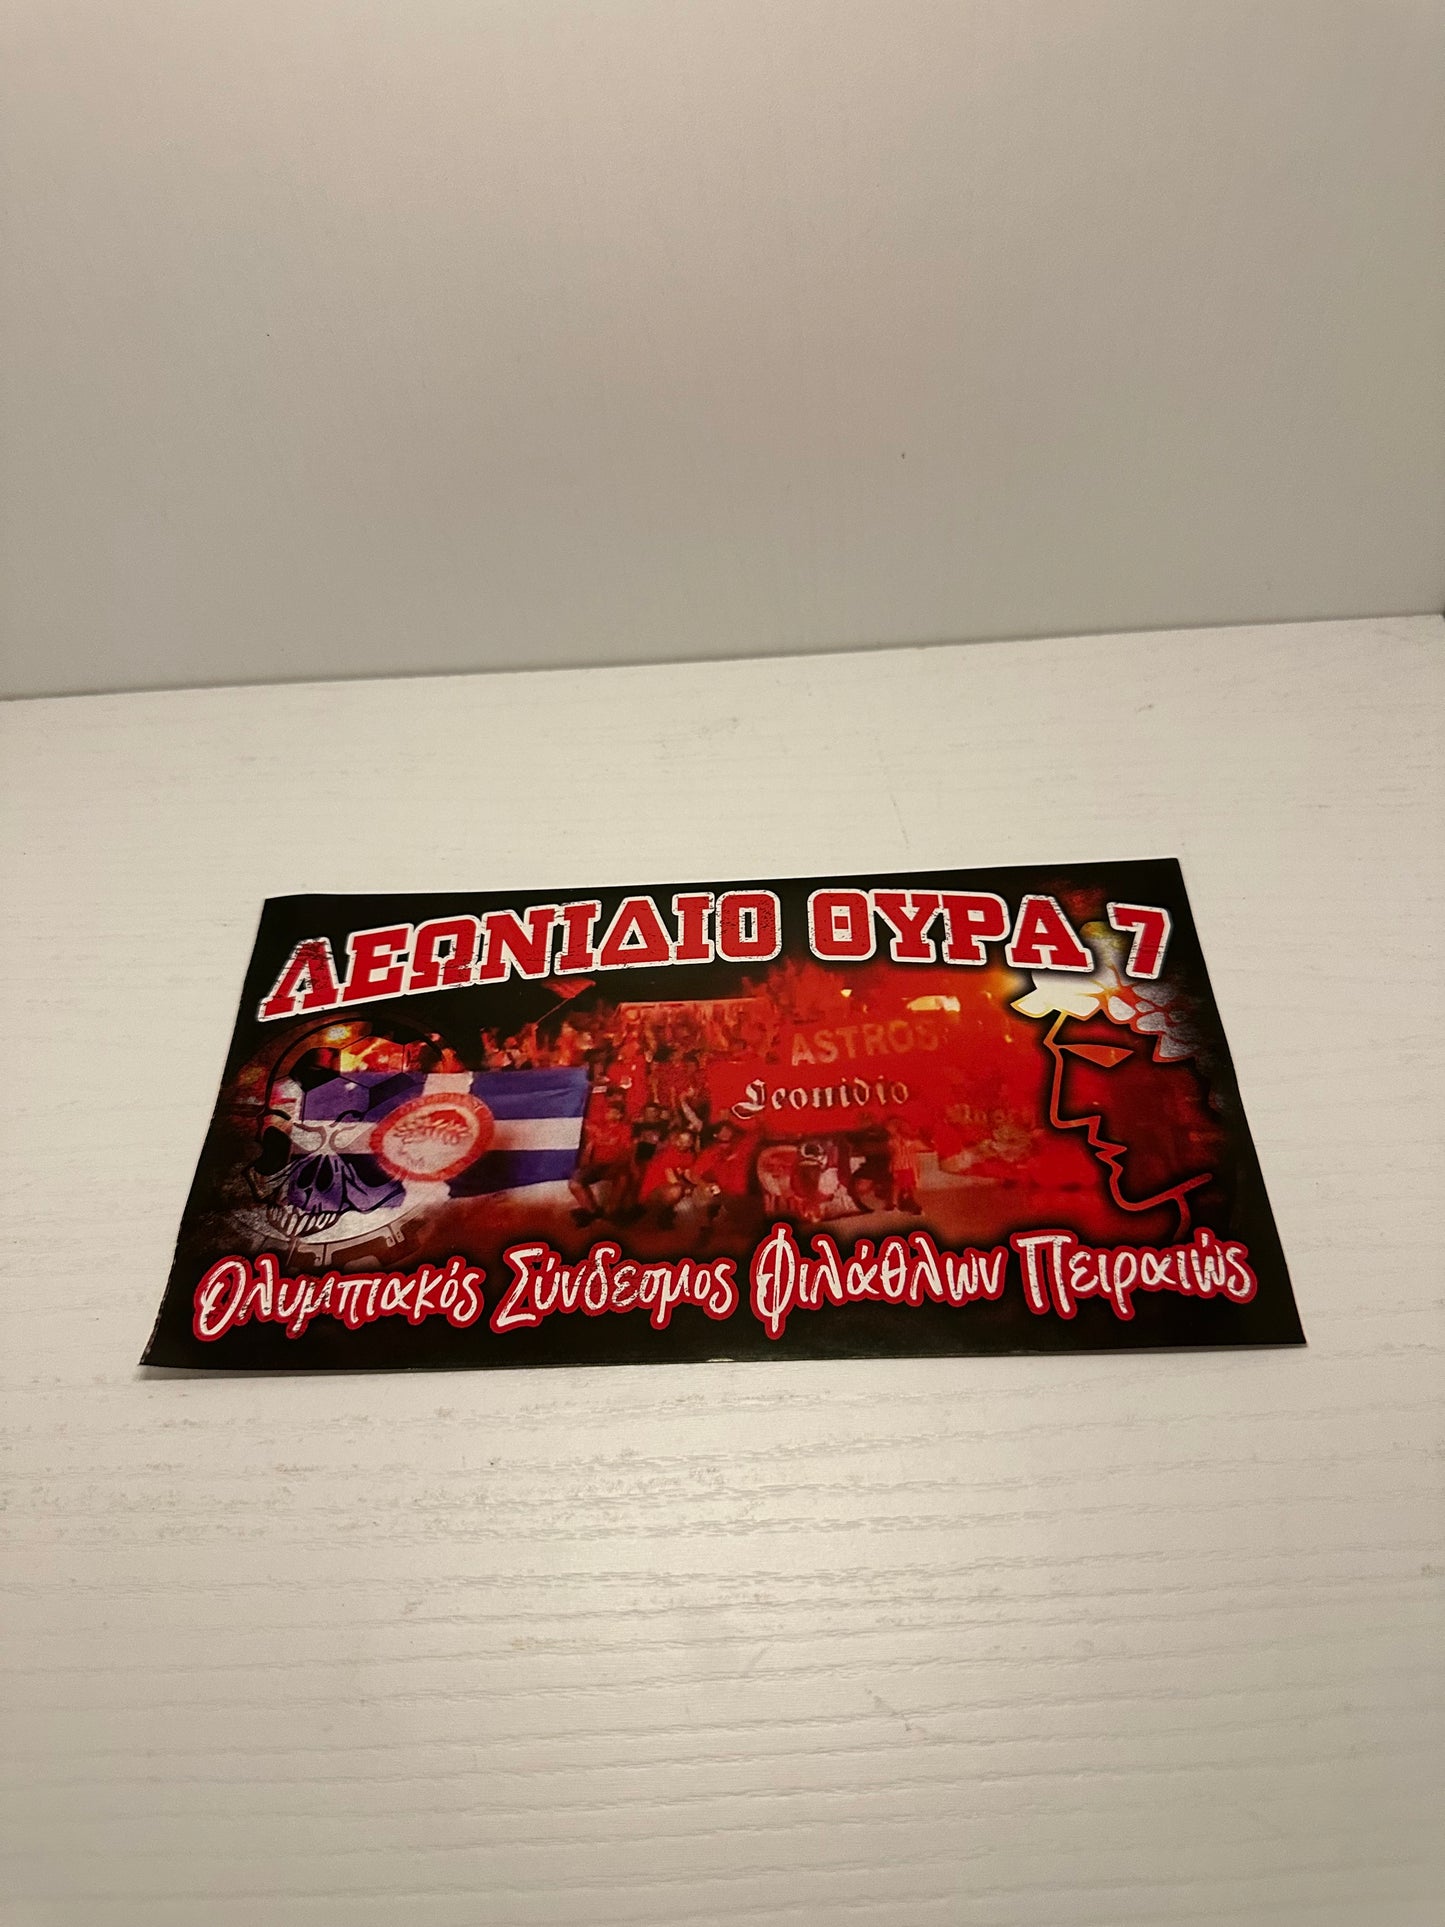 ΛΕΩΝΙΔΙΟ ΘΥΡΑ 7
ASTROS
Leonidio
Ολυμπιακός Σύνδεσμος Φιλάθλων Πειραιώς